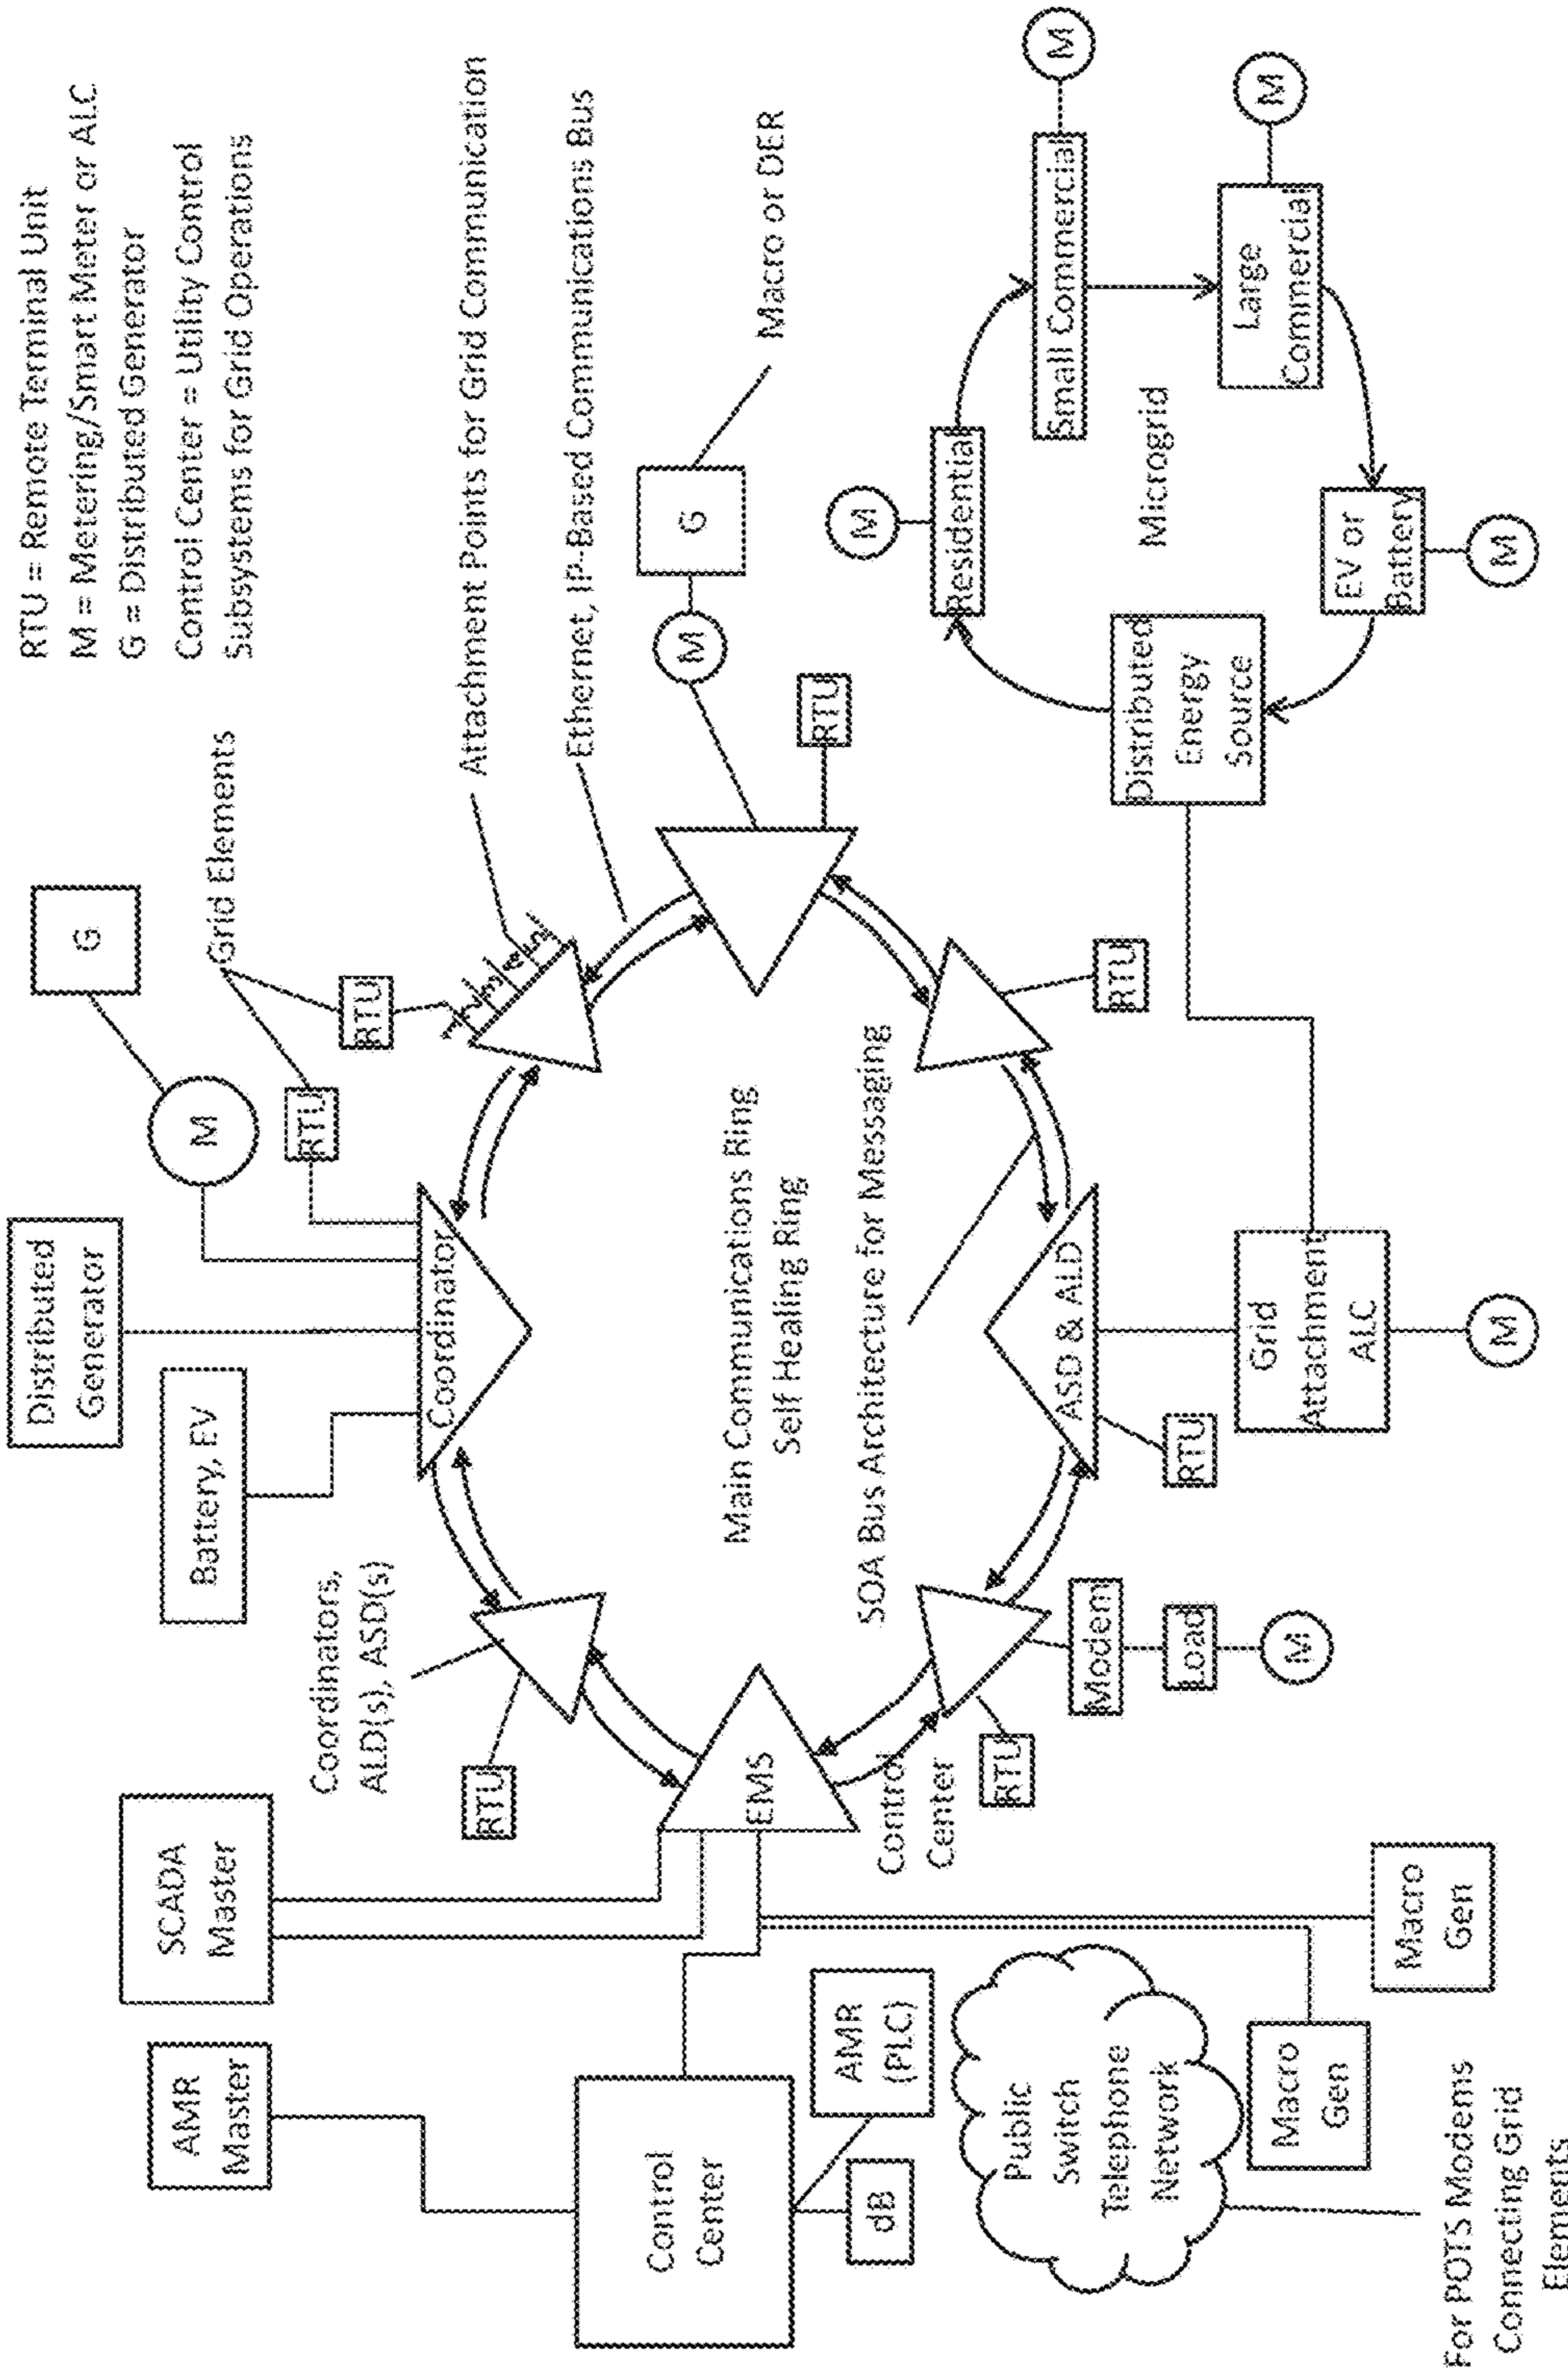 RTU = Remote Terminal Unit
M = Metering/Smart Meter or ALC
G = Distributed Generator
Control Center = Utility Control
Subsystems for Grid Operations
AMR
Master
SCADA
Master
Battery, EV
Distributed
Generator
M
G
RTU
Grid Elements
RTU
Attachment Points for Grid Communication
Ethernet, IP-Based Communications Bus
Coordinators,
ALD(s), ASD(s)
RTU
Coordinator
Control
Center
dB
AMR
(PLC)
EMS
Control
Center
Main Communications Ring
Self Healing Ring
SOA Bus Architecture for Messaging
M
G
Macro or DER
RTU
RTU
RTU
Modem
Load
M
ASD & ALD
RTU
Grid
Attachment
ALC
M
Public
Switch
Telephone
Network
Macro
Gen
Macro
Gen
For POTS Modems
Connecting Grid
Elements
Distributed
Energy
Source
Residential
M
Small Commercial
M
Microgrid
Large
Commercial
M
EV or
Battery
M